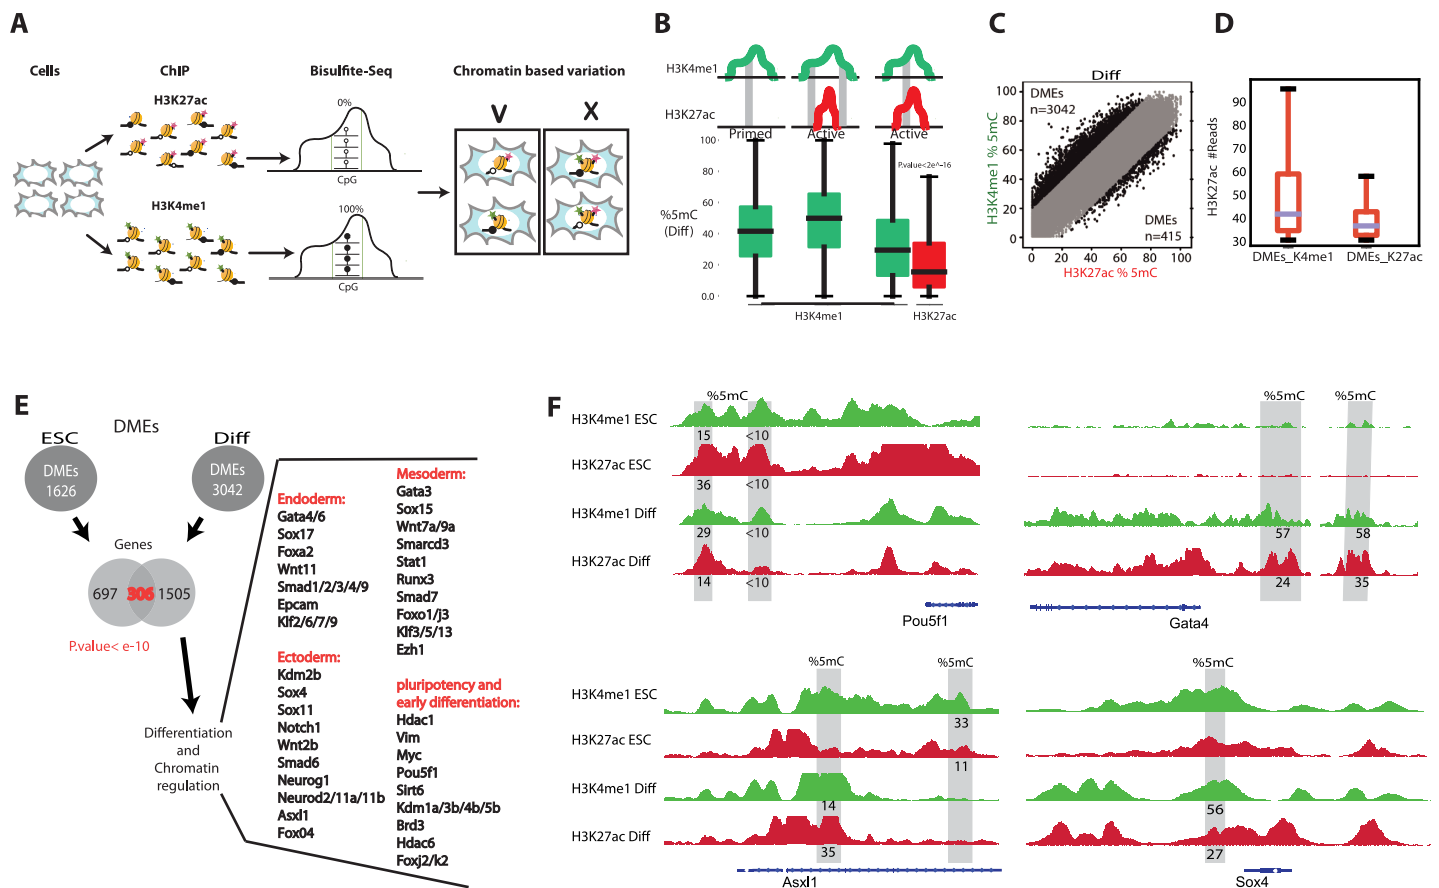 A
Cells
ChIP
Bisulfite-Seq
Chromatin based variation
H3K27ac
0%
CpG
H3K4me1
100%
CpG
V
X
B
H3K4me1
H3K27ac
Primed
Active
Active
P.value<2e^-16
%5mC
(Diff)
100
80
60
40
20
0.0
H3K4me1
H3K27ac
C
Diff
DMEs
n=3042
DMEs
n=415
H3K4me1 % 5mC
100
80
60
40
20
0
0
20
40
60
80
100
H3K27ac % 5mC
D
H3K27ac #Reads
90
80
70
60
50
40
30
DMEs_K4me1
DMEs_K27ac
E
DMEs
ESC
DMEs
1626
Diff
DMEs
3042
Genes
697
306
1505
P.value< e-10
Differentiation
and
Chromatin
regulation
Endoderm:
Gata4/6
Sox17
Foxa2
Wnt11
Smad1/2/3/4/9
Epcam
Klf2/6/7/9
Ectoderm:
Kdm2b
Sox4
Sox11
Notch1
Wnt2b
Smad6
Neurog1
Neurod2/11a/11b
Asxl1
Fox04
Mesoderm:
Gata3
Sox15
Wnt7a/9a
Smarcd3
Stat1
Runx3
Smad7
Foxo1/j3
Klf3/5/13
Ezh1
pluripotency and
early differentiation:
Hdac1
Vim
Myc
Pou5f1
Sirt6
Kdm1a/3b/4b/5b
Brd3
Hdac6
Foxj2/k2
F
%5mC
H3K4me1 ESC
15
<10
H3K27ac ESC
36
<10
H3K4me1 Diff
29
<10
H3K27ac Diff
14
<10
Pou5f1
%5mC
%5mC
57
58
24
35
Gata4
%5mC
%5mC
H3K4me1 ESC
33
H3K27ac ESC
11
H3K4me1 Diff
14
H3K27ac Diff
35
Asxl1
%5mC
56
27
Sox4